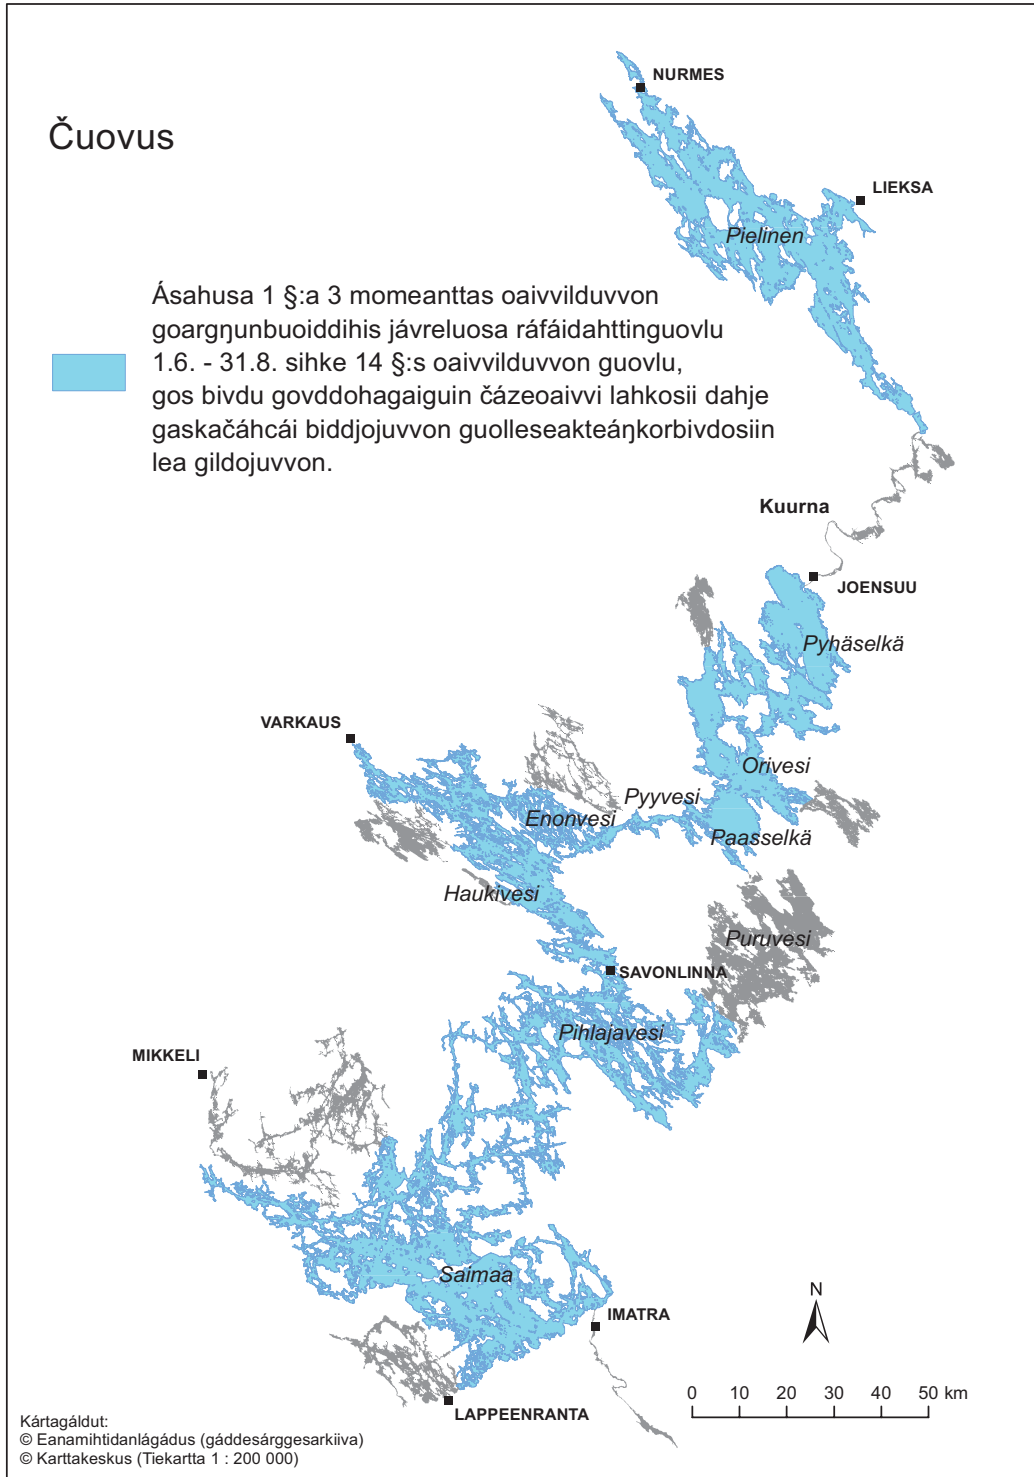 Čuovus
Ásahusa 1 §:a 3 momeanttas oaivvilduvvon
goargŋunbuoiddihis jávreluosa ráfáidahttinguovlu
1.6. - 31.8. sihke 14 §:s oaivvilduvvon guovlu,
gos bivdu govddohagaiguin čázeoaivvi lahkosii dahje
gaskačáhcái biddjojuvvon guolleseakteáŋkorbivdosiin
lea gildojuvvon.
NURMES
LIEKSA
Pielinen
Kuurna
JOENSUU
Pyhäselkä
VARKAUS
Orivesi
Pyyvesi
Enonvesi
Paasselkä
Haukivesi
Puruvesi
SAVONLINNA
Pihlajavesi
MIKKELI
Saimaa
N
IMATRA
0 10 20 30 40 50 km
LAPPEENRANTA
Kártagáldut:
© Eanamihtidanlágádus (gáddesárggesarkiiva)
© Karttakeskus (Tiekartta 1 : 200 000)